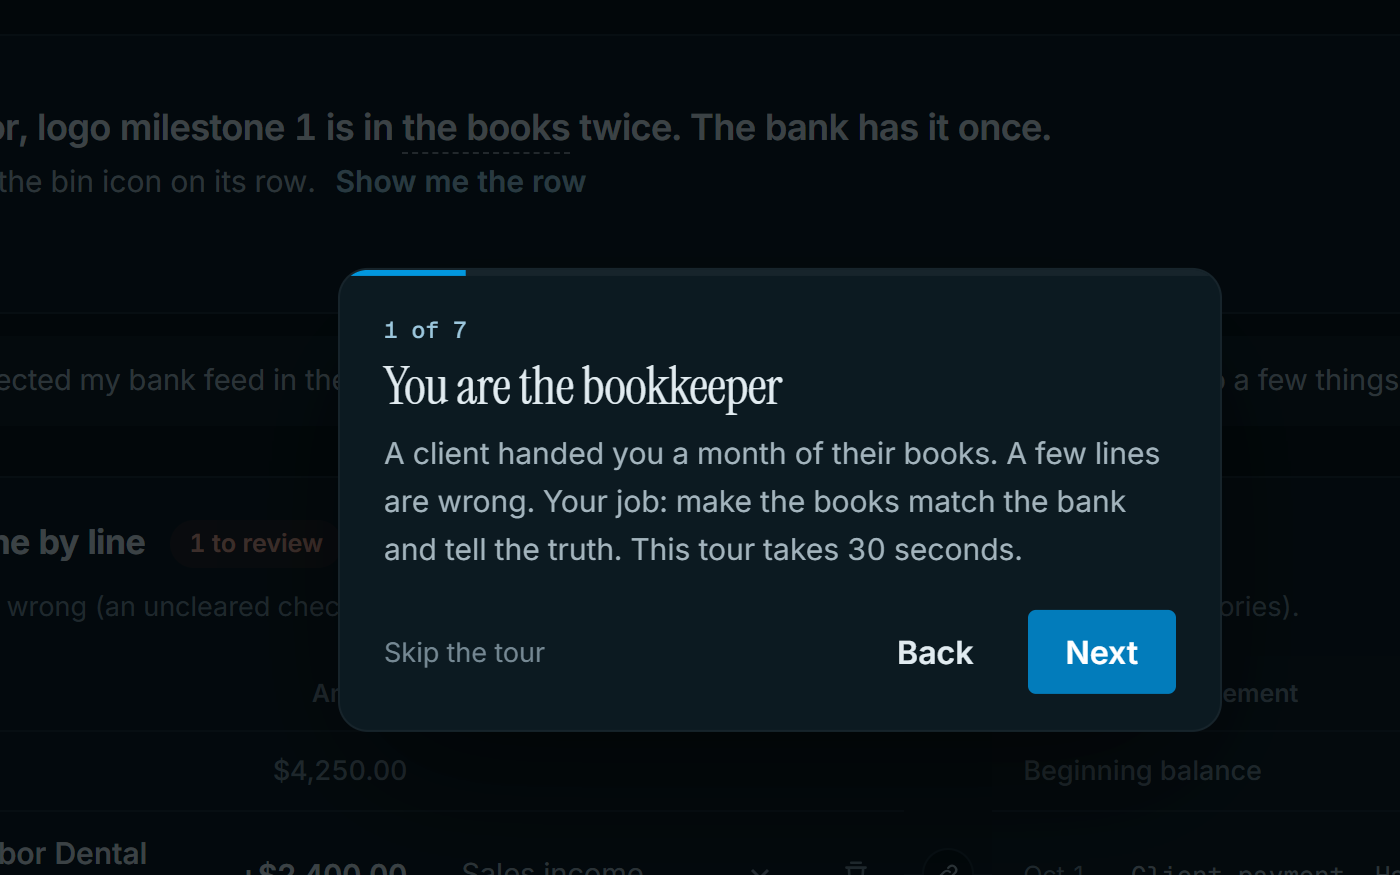 or, logo milestone 1 is in the books twice. The bank has it once.
the bin icon on its row. Show me the row
1 of 7
You are the bookkeeper
ected my bank feed in the
a few things
A client handed you a month of their books. A few lines
are wrong. Your job: make the books match the bank
and tell the truth. This tour takes 30 seconds.
ne by line 1 to review
wrong (an uncleared chec
ories).
Skip the tour Back Next
Ar
ement
$4,250.00 Beginning balance
bor Dental
+$2,400.00 Sales income Oct 1 Client payment H